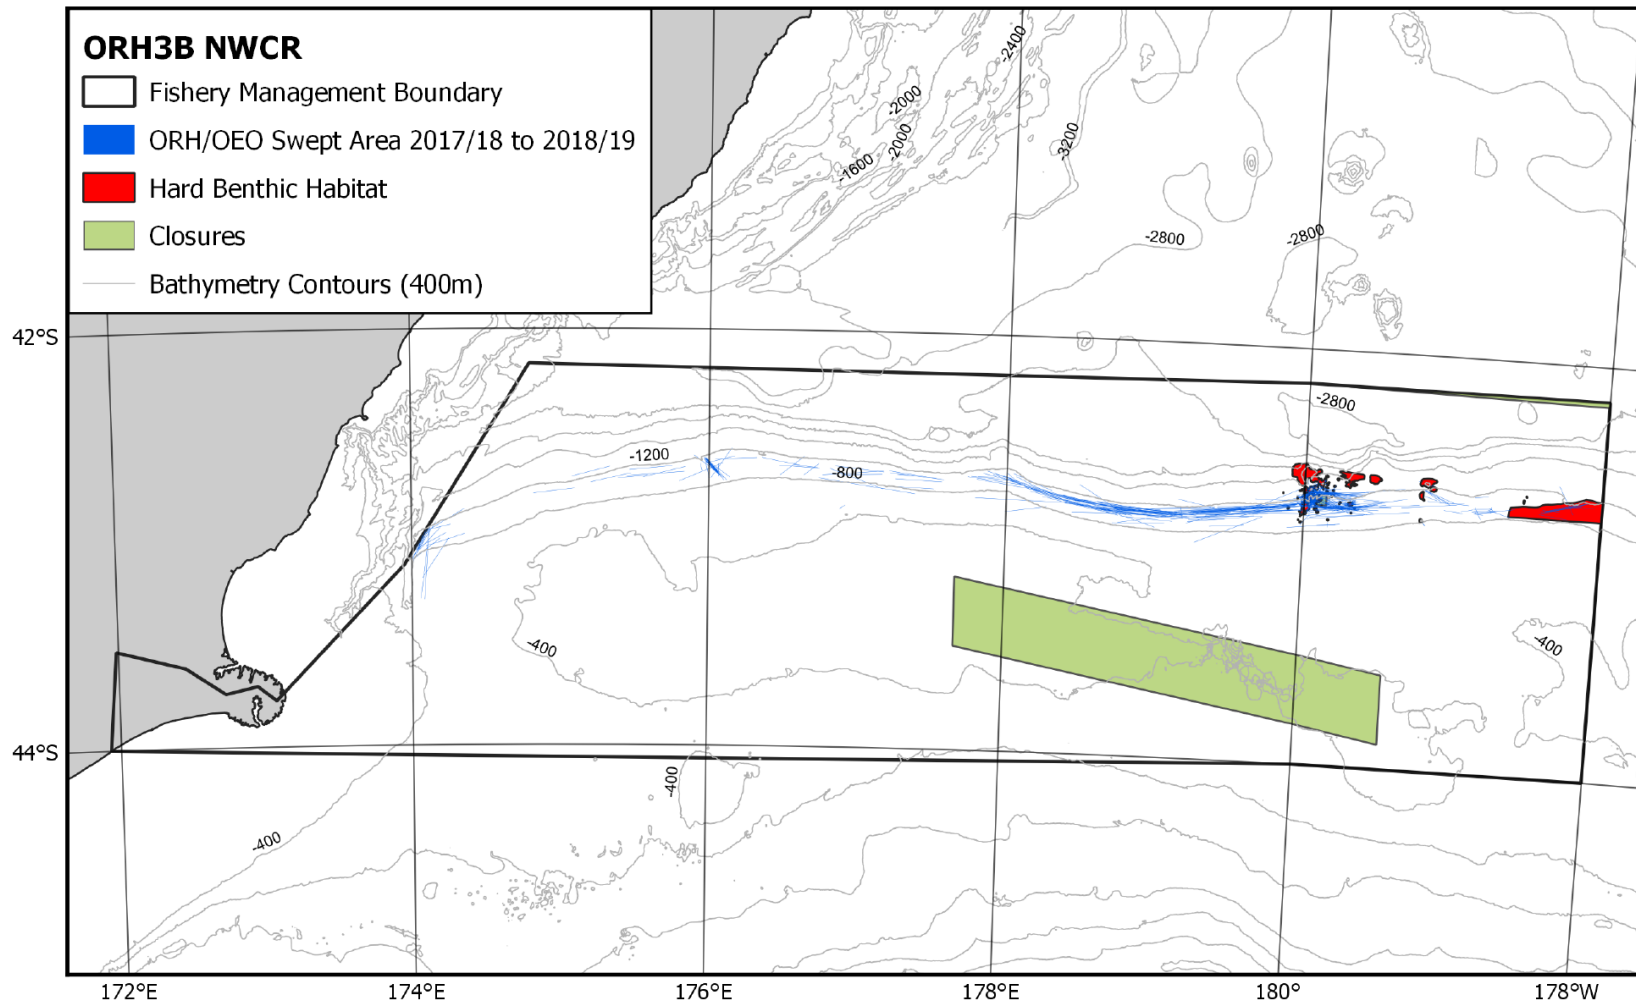 ORH3B NWCR
Fishery Management Boundary
ORH/OEO Swept Area 2017/18 to 2018/19
Hard Benthic Habitat
Closures
Bathymetry Contours (400m)
-2400
-2000
-2000
-1600
-3200
-2800
-2800
42°S
-2800
-1200
-800
-400
-400
44°S
-400
-400
172°E
174°E
176°E
178°E
180°
178°W